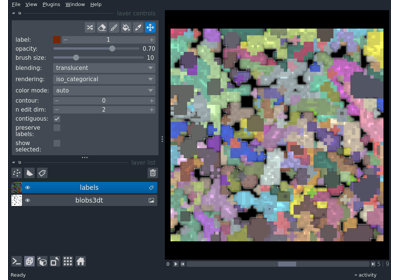 File View Plugins Window Help
layer controls
label: 1
opacity: 0.70
brush size: 10
blending: translucent
rendering: iso_categorical
color mode: auto
contour: 0
n edit dim: 2
contiguous:
preserve
labels:
show
selected:
layer list
labels
blobs3dt
Ready
activity